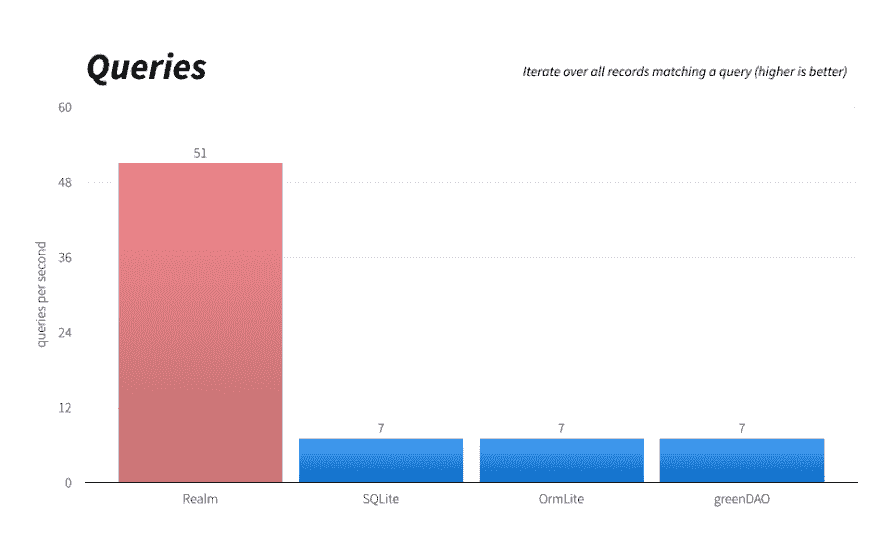 Queries
Iterate over all records matching a query (higher is better)
60
51
48
36
queries per second
24
12
7
7
7
0
Realm
SQLite
OrmLite
greenDAO